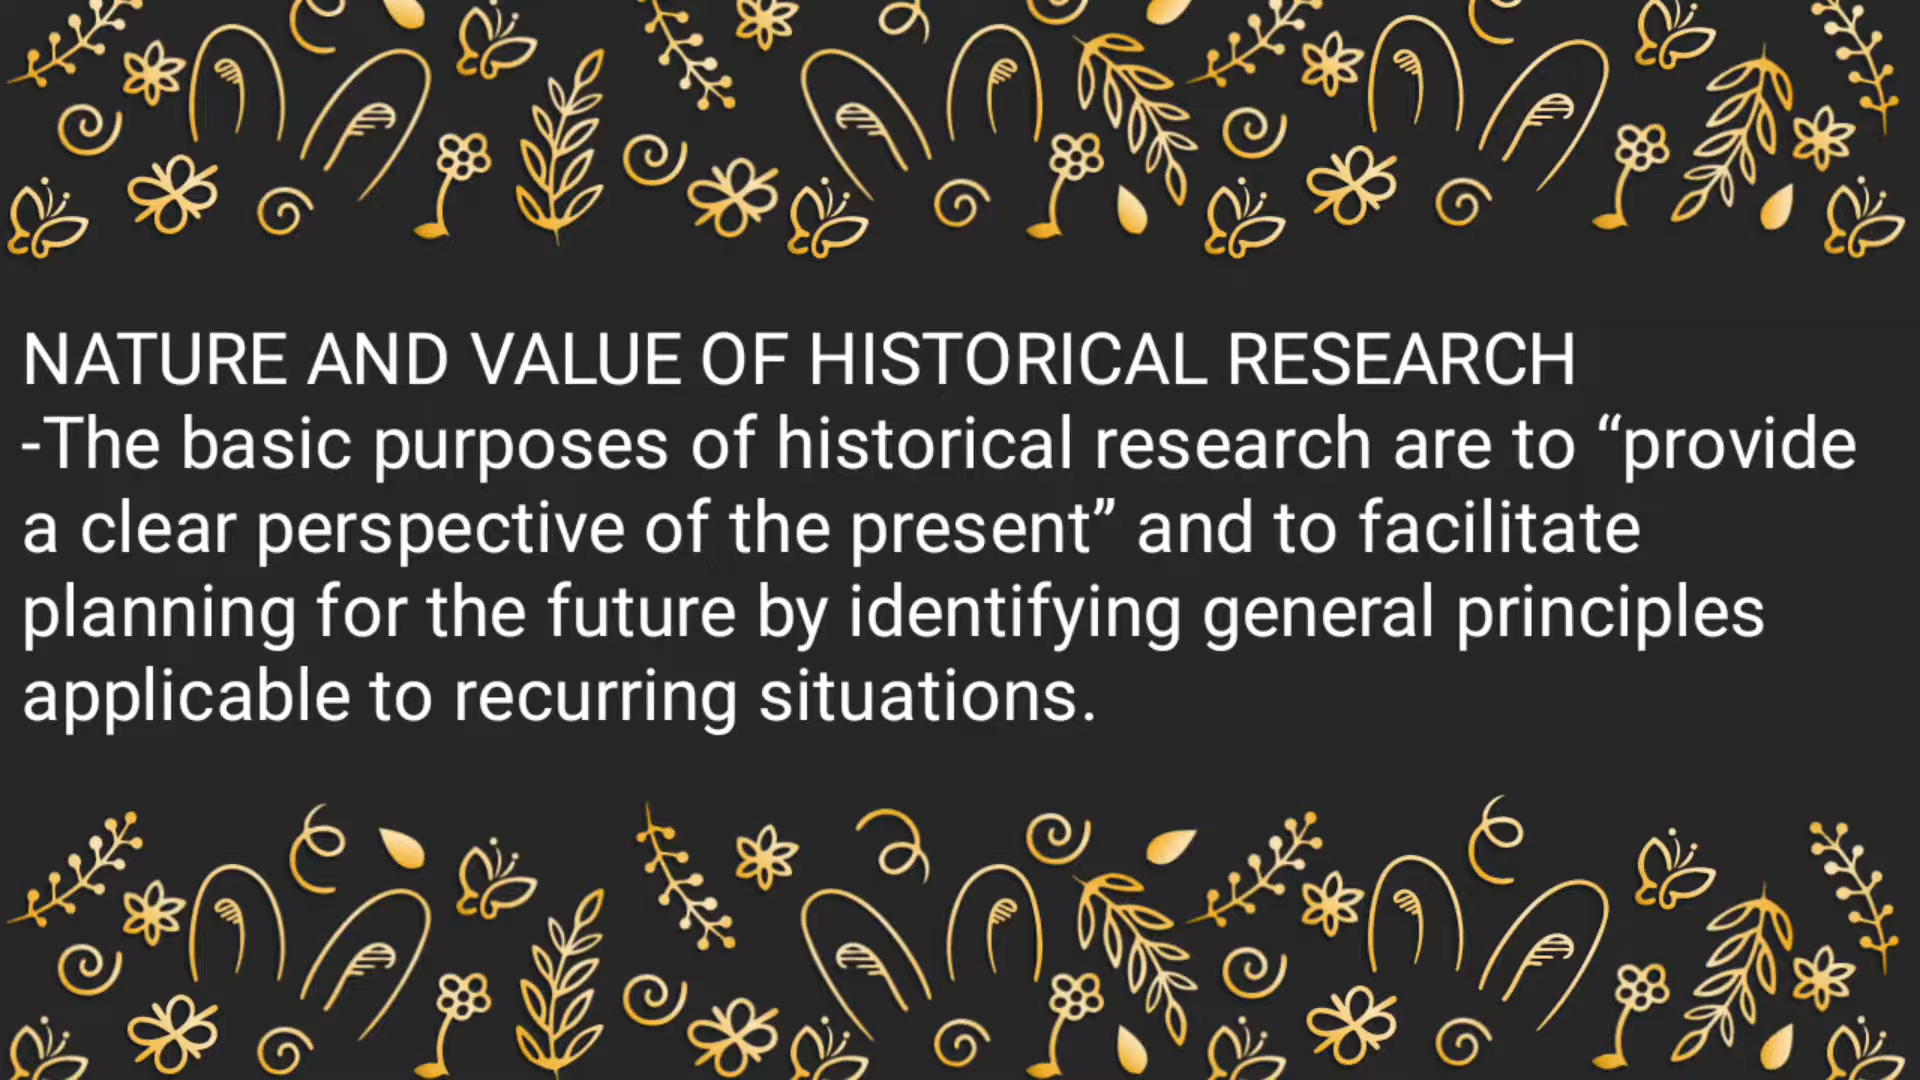 NATURE AND VALUE OF HISTORICAL RESEARCH
-The basic purposes of historical research are to “provide
a clear perspective of the present” and to facilitate
planning for the future by identifying general principles
applicable to recurring situations.